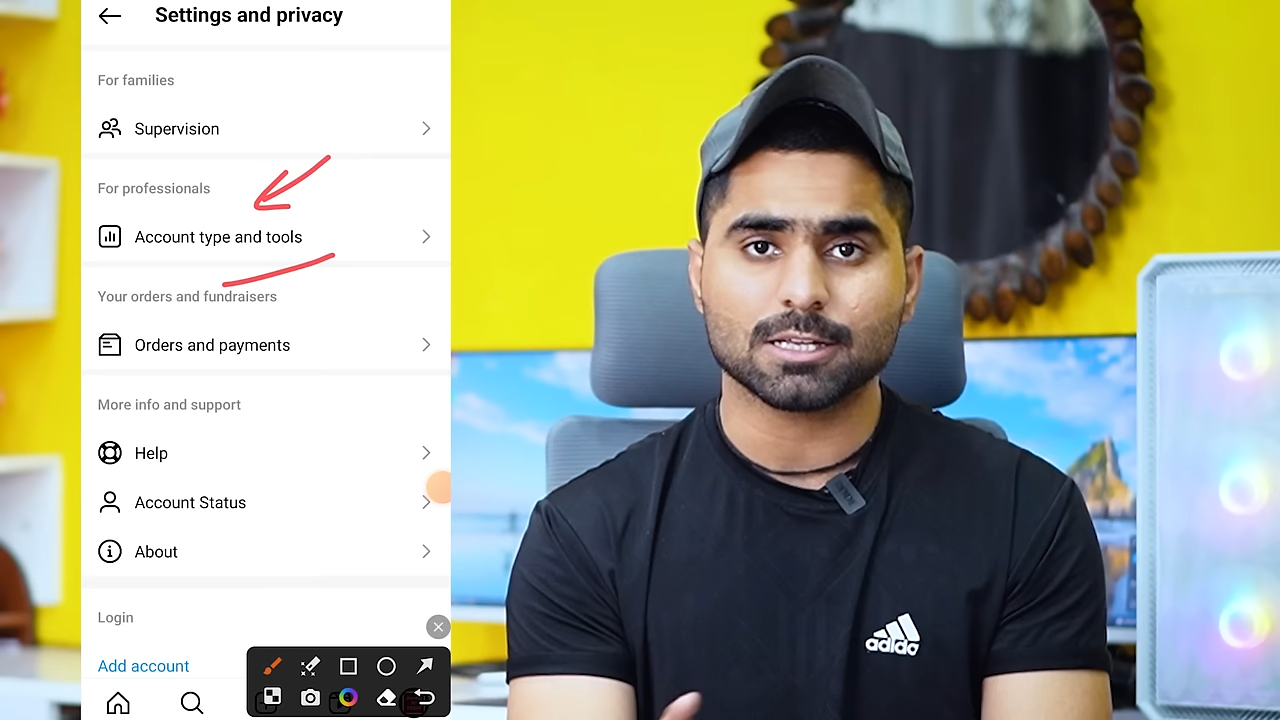 Settings and privacy
For families
Supervision
For professionals
Account type and tools
Your orders and fundraisers
Orders and payments
More info and support
Help
Account Status
About
Login
Add account
adidas